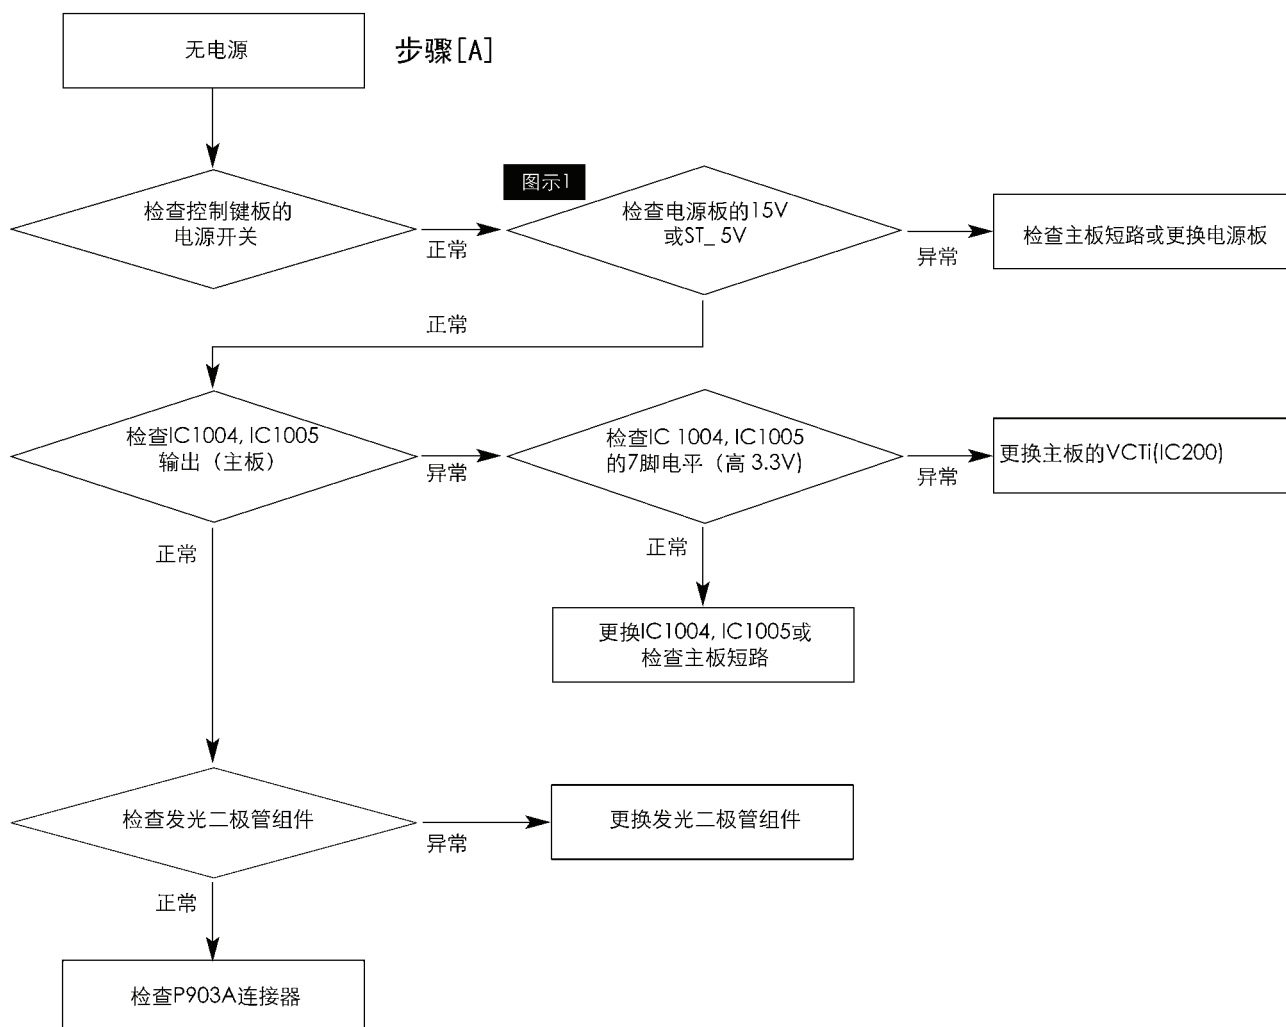 无电源
步骤[A]
图示1
检查控制键板的
电源开关
正常
检查电源板的15V
或ST_ 5V
异常
检查主板短路或更换电源板
正常
检查IC1004, IC1005
输出（主板）
异常
检查IC 1004, IC1005
的7脚电平（高 3.3V)
异常
更换主板的VCTi(IC200)
正常
正常
更换IC1004, IC1005或
检查主板短路
检查发光二极管组件
异常
更换发光二极管组件
正常
检查P903A连接器